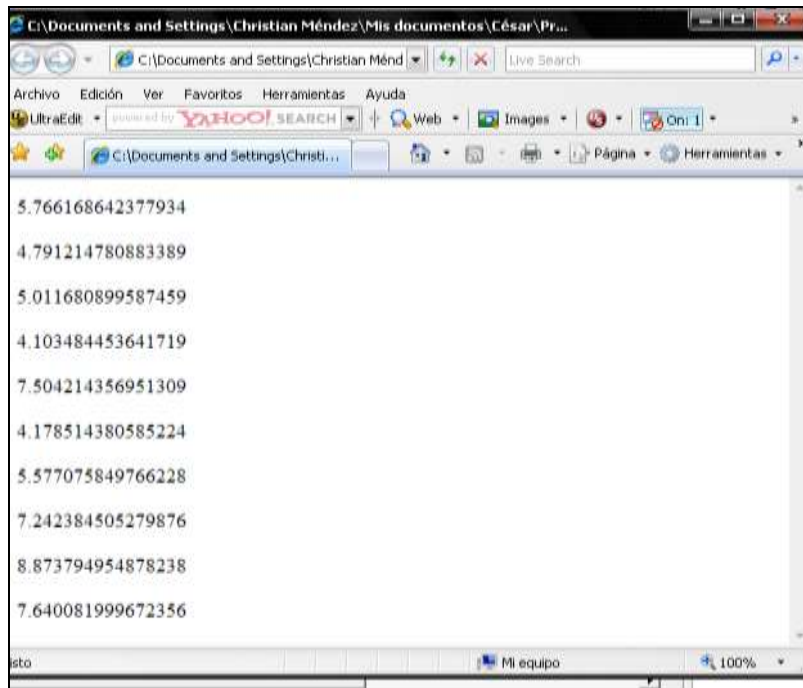 C:\Documents and Settings\Christian Méndez\Mis documentos\César\Pr...
C:\Documents and Settings\Christian Ménd
Live Search
Archivo Edición Ver Favoritos Herramientas Ayuda
UltraEdit powered by YAHOO! SEARCH Web Images On: 1
C:\Documents and Settings\Christi... Página Herramientas
5.766168642377934
4.791214780883389
5.011680899587459
4.103484453641719
7.504214356951309
4.178514380585224
5.577075849766228
7.242384505279876
8.873794954878238
7.640081999672356
isto Mi equipo 100%